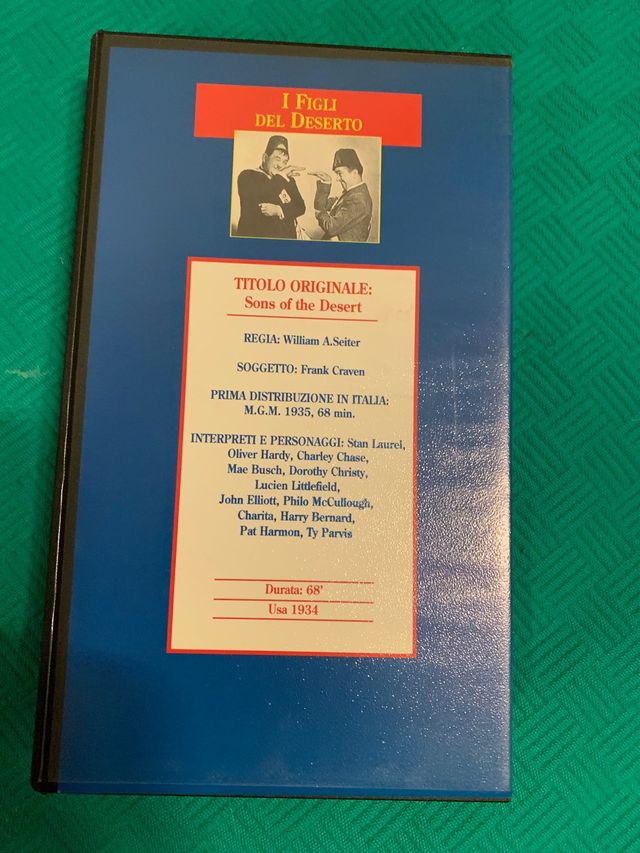 I Figli
del Deserto
TITOLO ORIGINALE:
Sons of the Desert
REGIA: William A.Seiter
SOGGETTO: Frank Craven
PRIMA DISTRIBUZIONE IN ITALIA:
M.G.M. 1935, 68 min.
INTERPRETI E PERSONAGGI: Stan Laurel,
Oliver Hardy, Charley Chase,
Mae Busch, Dorothy Christy,
Lucien Littlefield,
John Elliott, Philo McCullough,
Charita, Harry Bernard,
Pat Harmon, Ty Parvis
Durata: 68'
Usa 1934